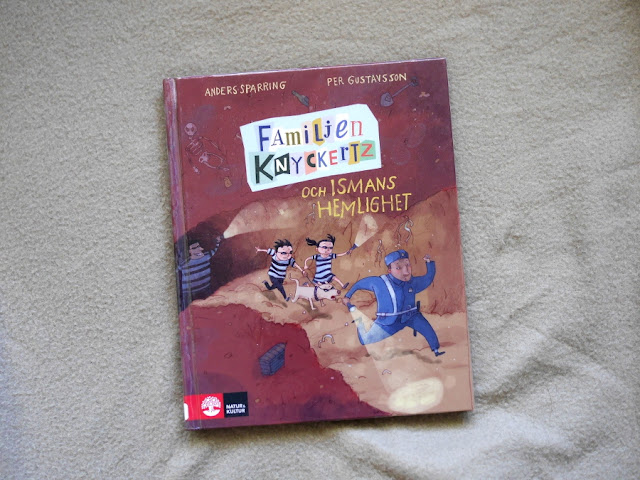 ANDERS SPARRING
PER GUSTAVSSON
FAMILJEN
KNYCKERTZ
OCH ISMANS
HEMLIGHET
NATUR &
KULTUR